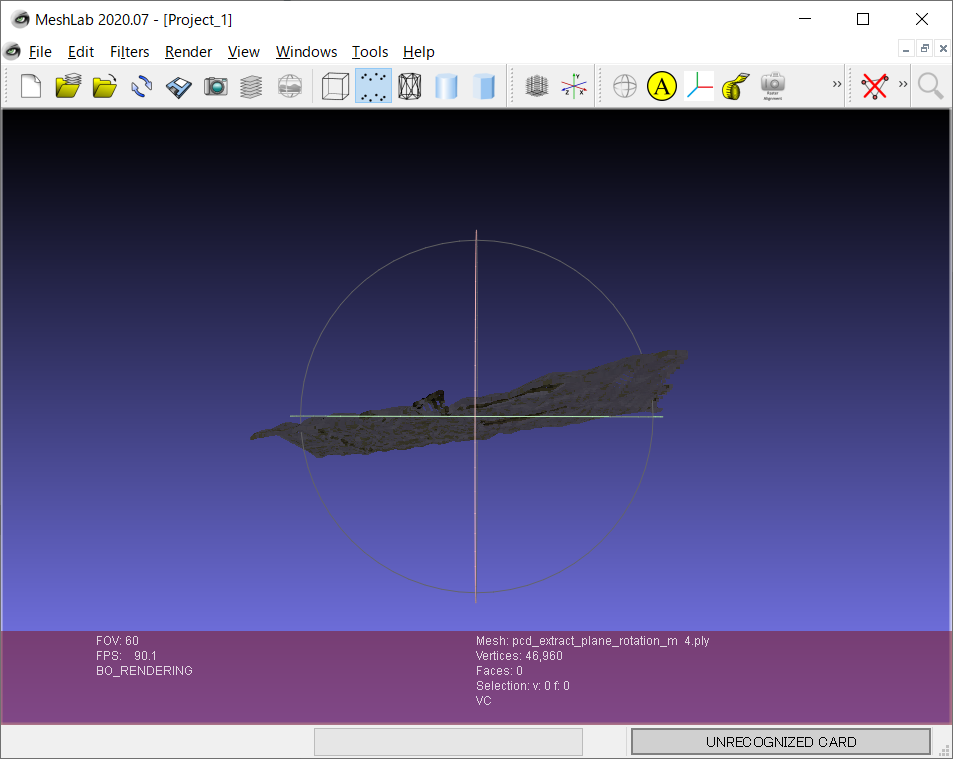 MeshLab 2020.07 - [Project_1]
File Edit Filters Render View Windows Tools Help
A
FOV: 60
FPS: 90.1
BO_RENDERING
Mesh: pcd_extract_plane_rotation_m 4.ply
Vertices: 46,960
Faces: 0
Selection: v: 0 f: 0
VC
UNRECOGNIZED CARD